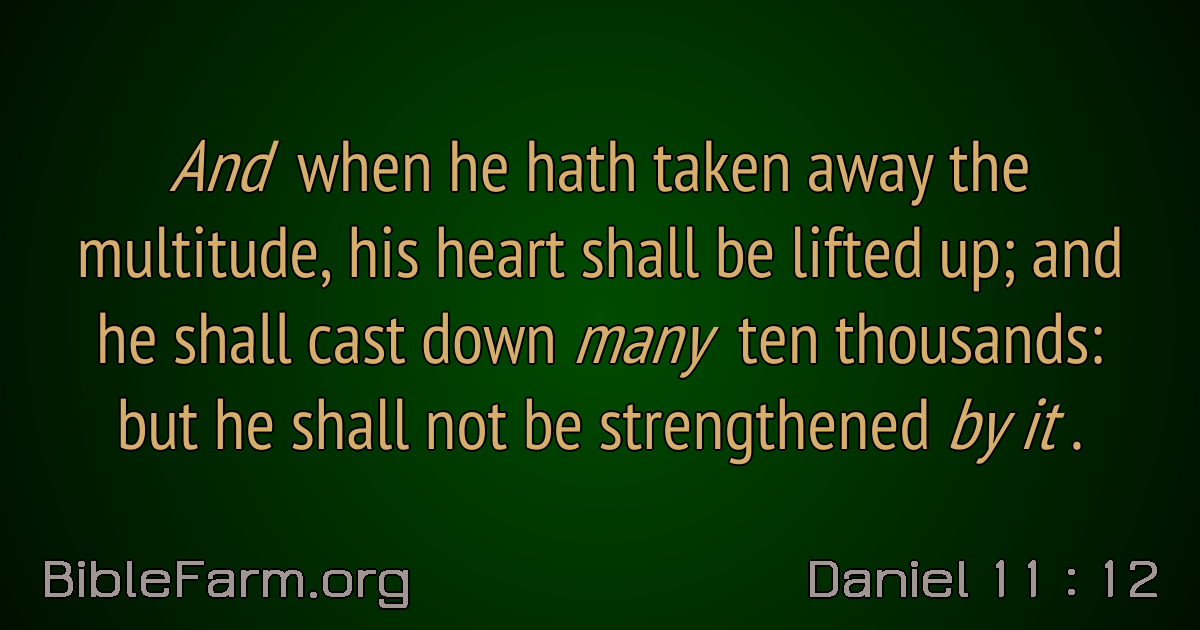 And when he hath taken away the
multitude, his heart shall be lifted up; and
he shall cast down many ten thousands:
but he shall not be strengthened by it .
BibleFarm.org
Daniel 11 : 12